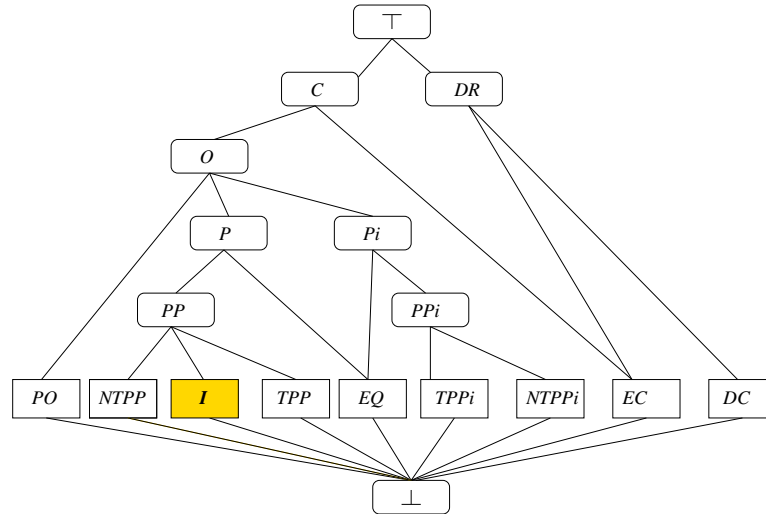 ⊤
C DR
O
P Pi
PP PPi
PO NTPP I TPP EQ TPPi NTPPi EC DC
⊥